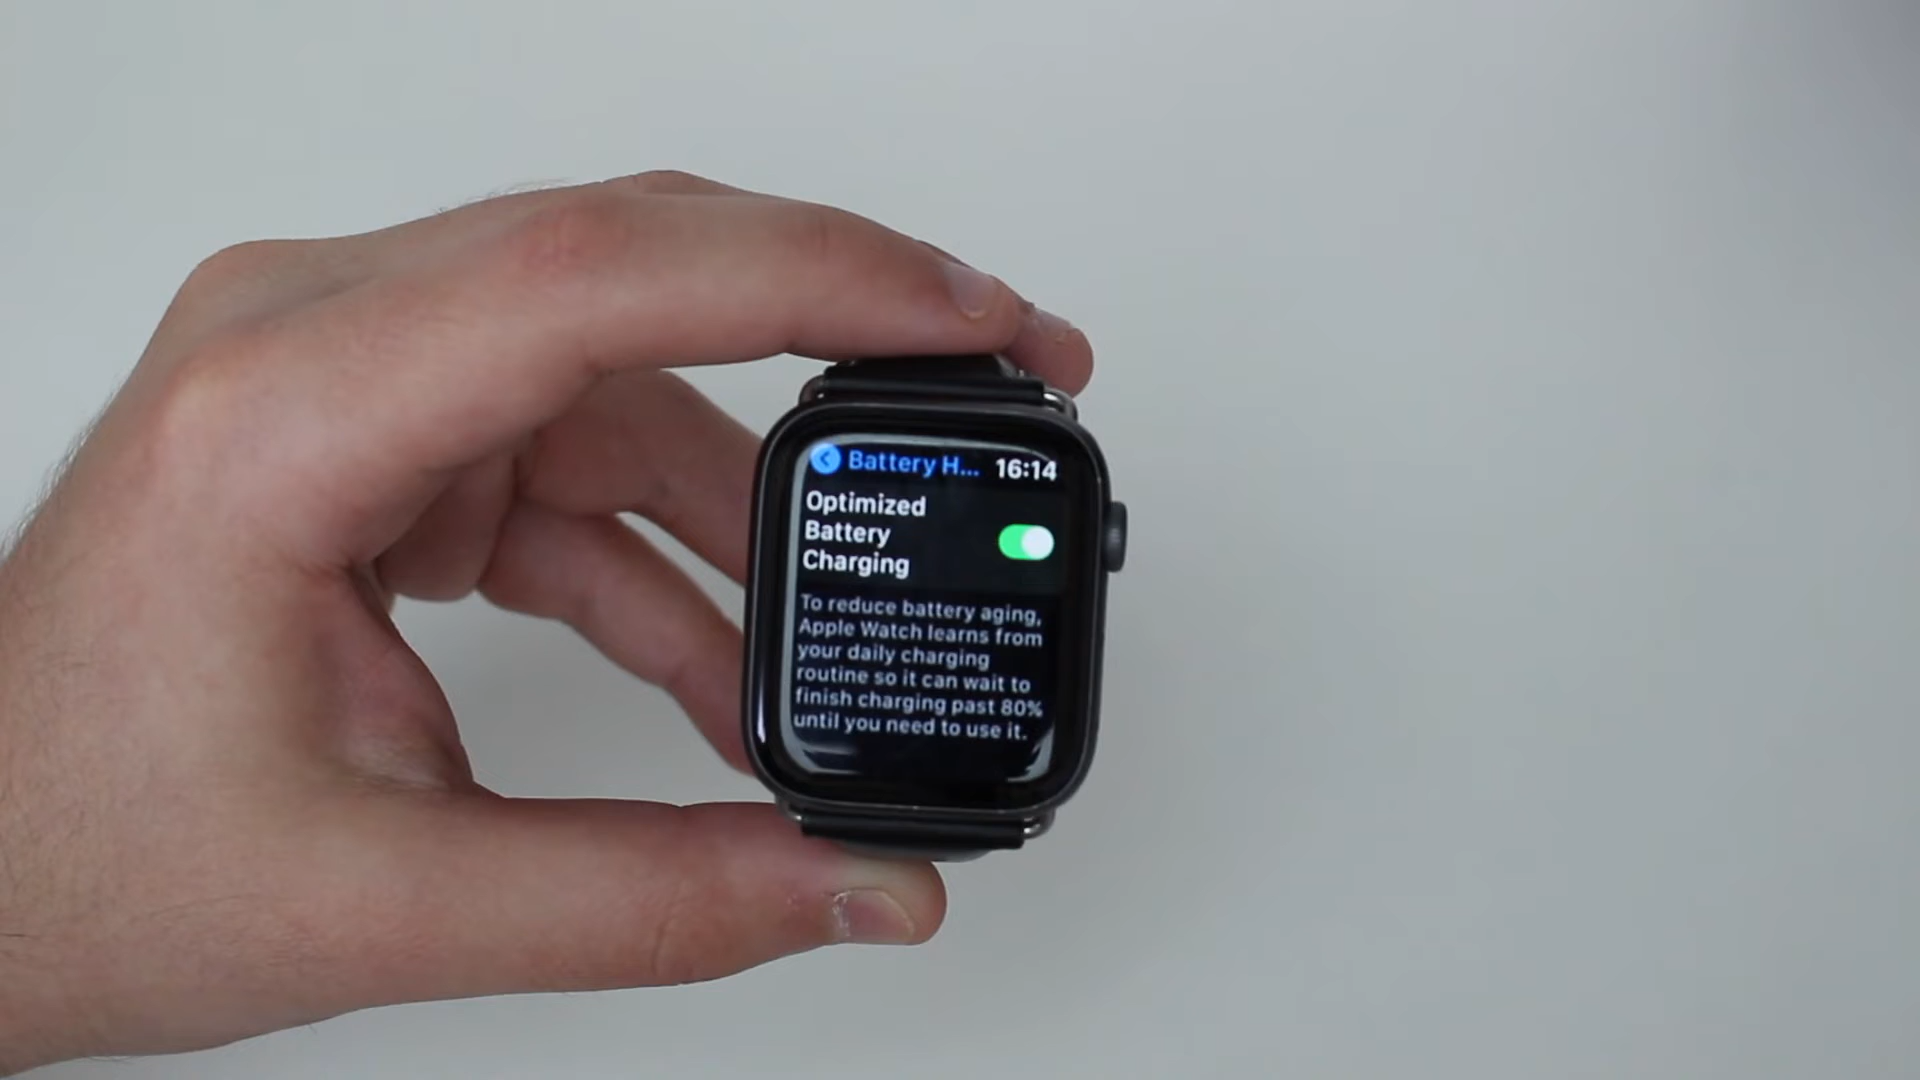 Battery H... 16:14
Optimized
Battery
Charging
To reduce battery aging,
Apple Watch learns from
your daily charging
routine so it can wait to
finish charging past 80%
until you need to use it.